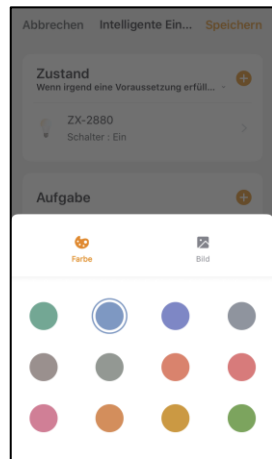 Abbrechen Intelligente Ein... Speichern
Zustand
Wenn irgend eine Voraussetzung erfüll...
ZX-2880
Schalter : Ein
Aufgabe
Farbe Bild